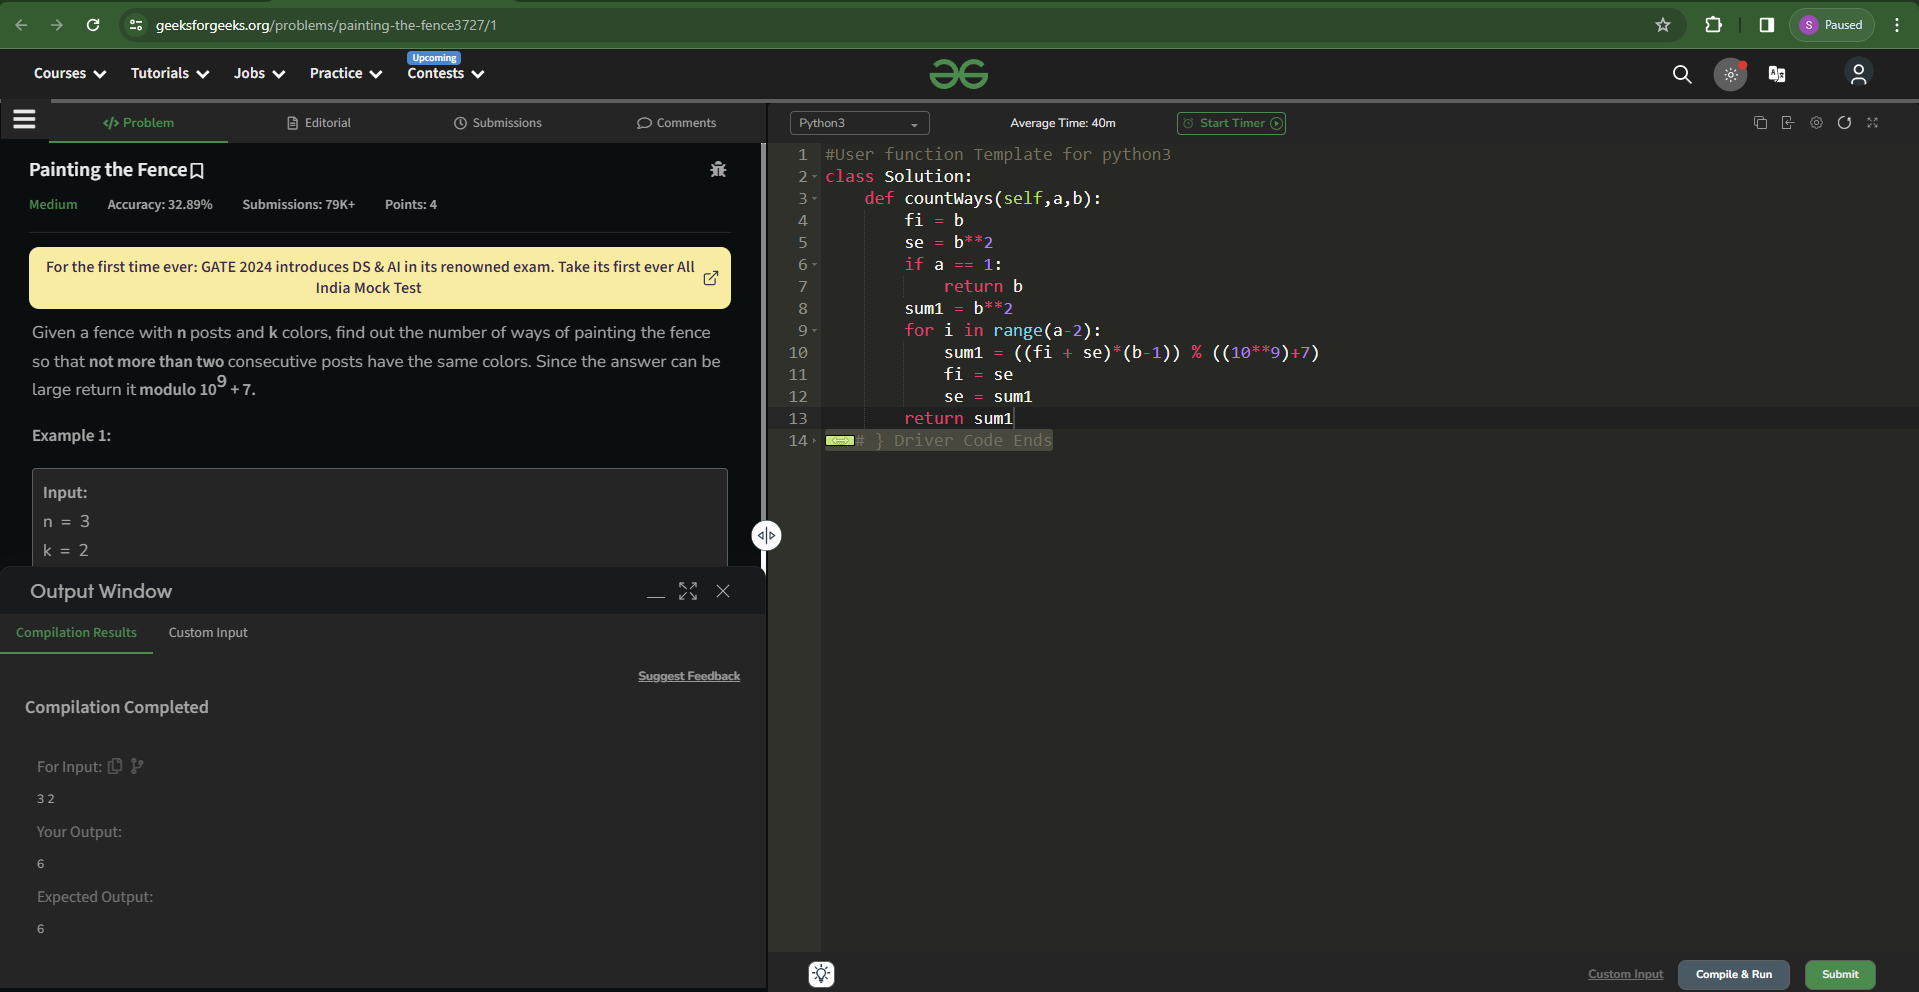 geeksforgeeks.org/problems/painting-the-fence3727/1
S Paused
Courses
Tutorials
Jobs
Practice
Upcoming
Contests
</> Problem
Editorial
Submissions
Comments
Painting the Fence
Medium Accuracy: 32.89% Submissions: 79K+ Points: 4
For the first time ever: GATE 2024 introduces DS & AI in its renowned exam. Take its first ever All
India Mock Test
Given a fence with n posts and k colors, find out the number of ways of painting the fence
so that not more than two consecutive posts have the same colors. Since the answer can be
large return it modulo 10^9 + 7.
Example 1:
Input:
n = 3
k = 2
Output Window
Compilation Results
Custom Input
Suggest Feedback
Compilation Completed
For Input:
3 2
Your Output:
6
Expected Output:
6
Python3
Average Time: 40m
Start Timer
1 #User function Template for python3
2 class Solution:
3     def countWays(self,a,b):
4         fi = b
5         se = b**2
6         if a == 1:
7             return b
8         sum1 = b**2
9         for i in range(a-2):
10             sum1 = ((fi + se)*(b-1)) % ((10**9)+7)
11             fi = se
12             se = sum1
13         return sum1
14 # } Driver Code Ends
Custom Input
Compile & Run
Submit